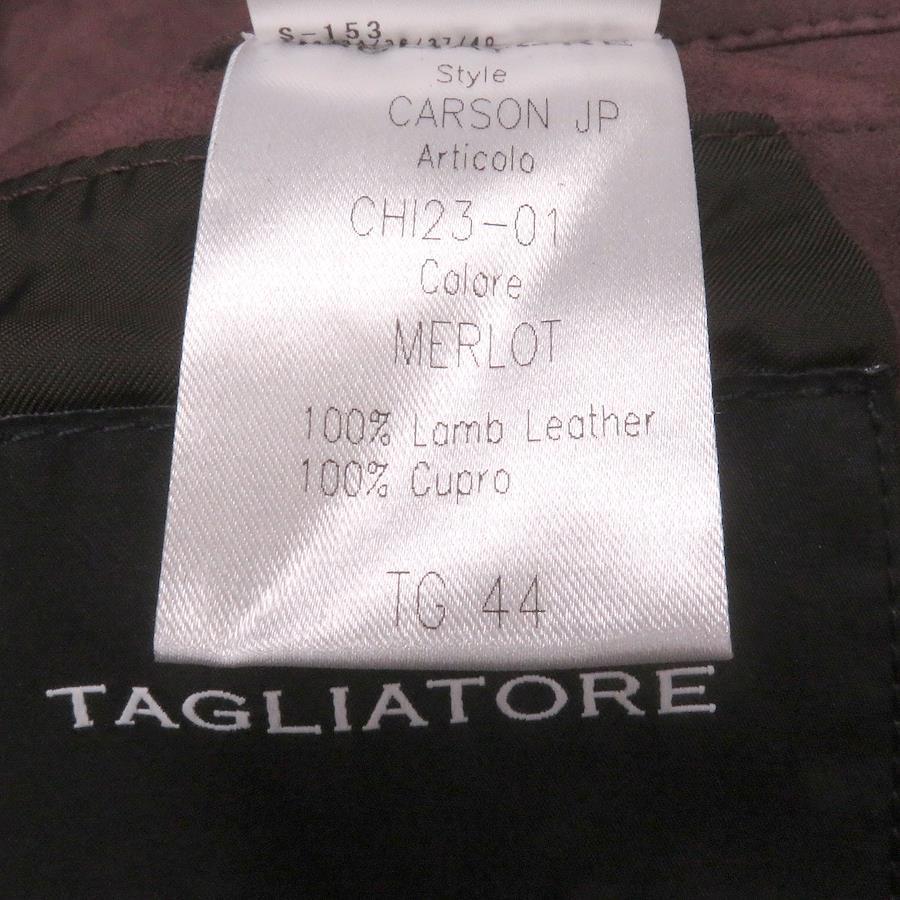 S-153
Style
CARSON JP
Articolo
CHI23-01
Colore
MERLOT
100% Lamb Leather
100% Cupro
TG 44
TAGLIATORE